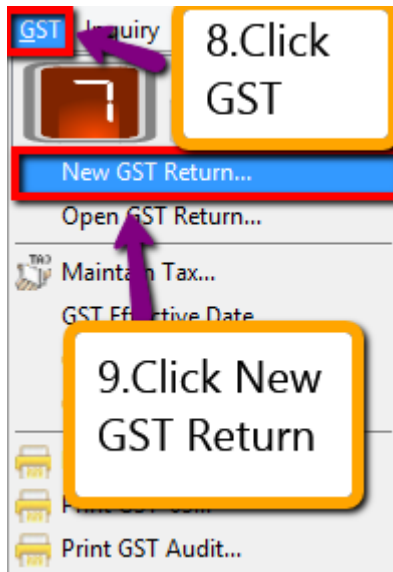 GST
8.Click
GST
New GST Return...
Open GST Return...
Maintain Tax...
GST Effective Date
9.Click New
GST Return
Print GST Audit...